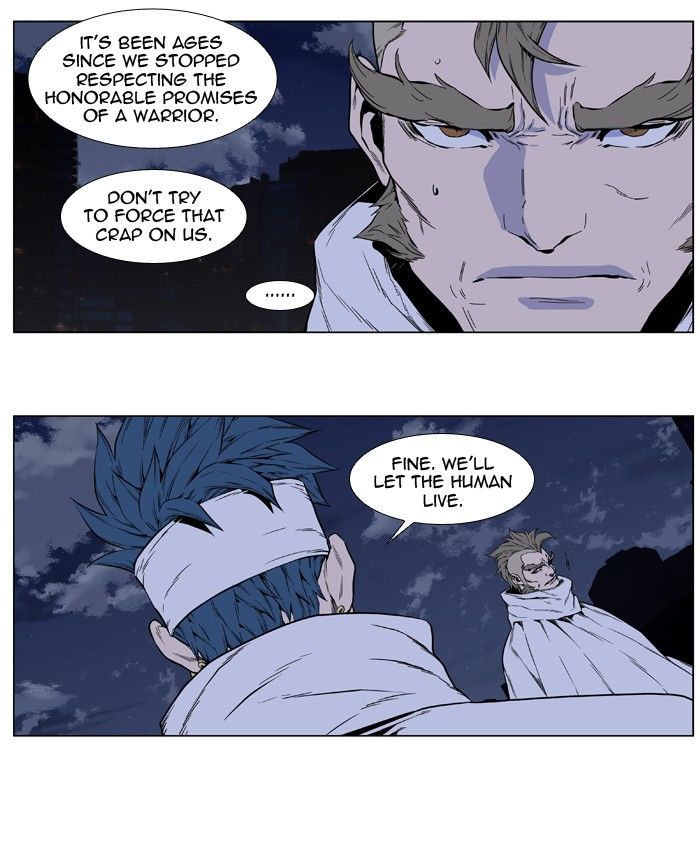 IT'S BEEN AGES
SINCE WE STOPPED
RESPECTING THE
HONORABLE PROMISES
OF A WARRIOR.
DON'T TRY
TO FORCE THAT
CRAP ON US.
......
FINE. WE'LL
LET THE HUMAN
LIVE.